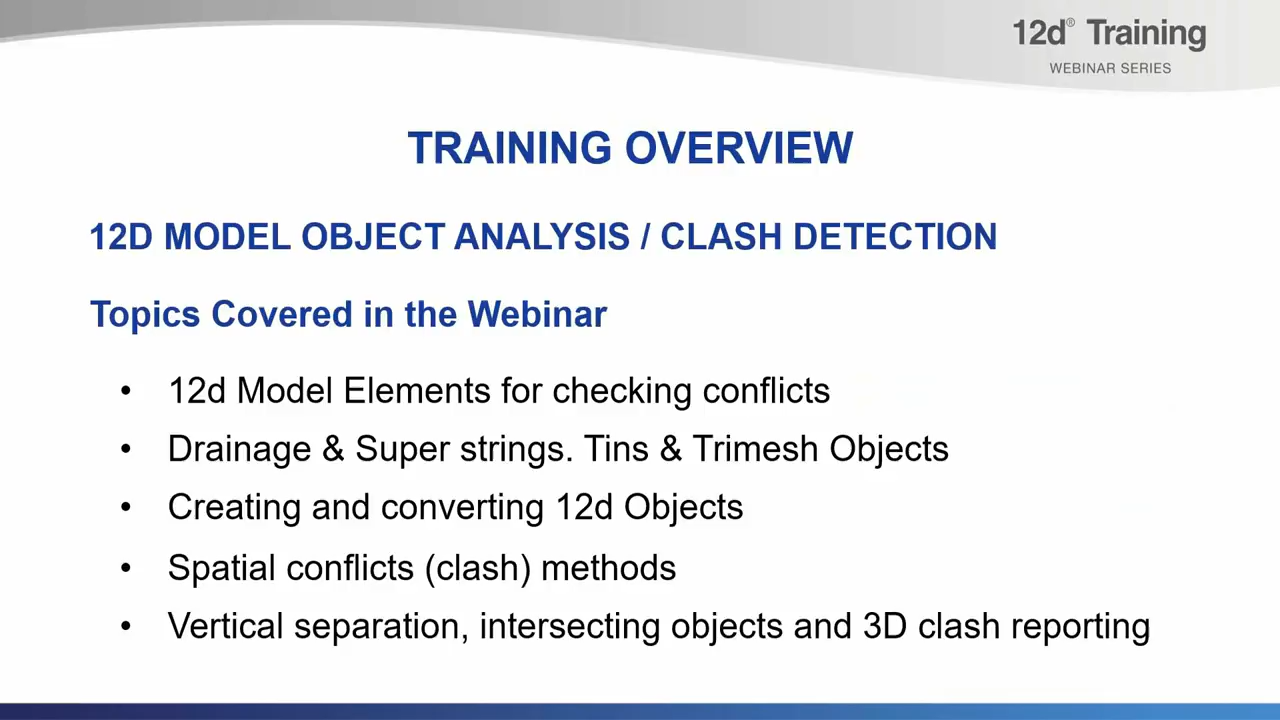 12d® Training
WEBINAR SERIES
TRAINING OVERVIEW
12D MODEL OBJECT ANALYSIS / CLASH DETECTION
Topics Covered in the Webinar
• 12d Model Elements for checking conflicts
• Drainage & Super strings. Tins & Trimesh Objects
• Creating and converting 12d Objects
• Spatial conflicts (clash) methods
• Vertical separation, intersecting objects and 3D clash reporting